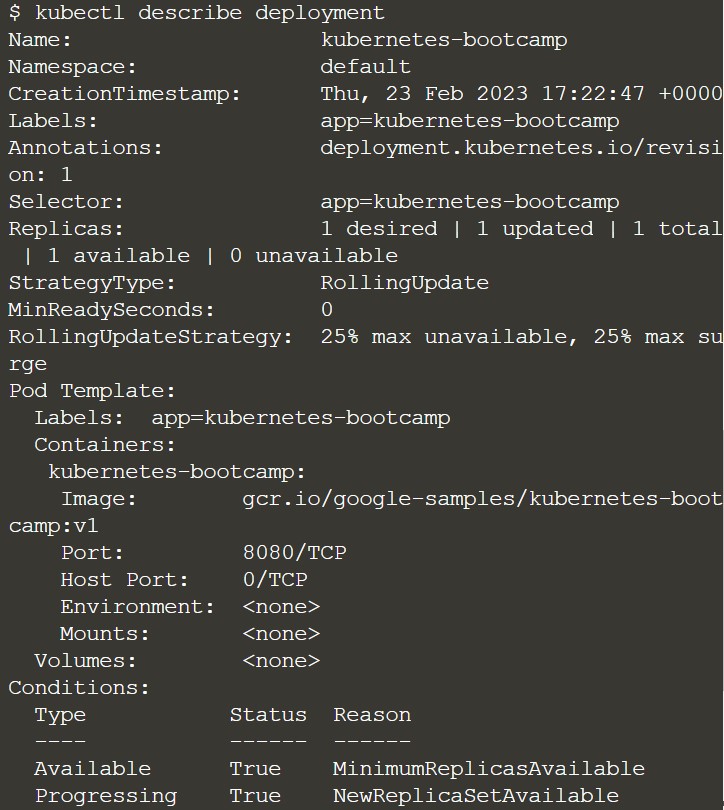 $ kubectl describe deployment
Name:                   kubernetes-bootcamp
Namespace:              default
CreationTimestamp:      Thu, 23 Feb 2023 17:22:47 +0000
Labels:                 app=kubernetes-bootcamp
Annotations:            deployment.kubernetes.io/revisi
on: 1
Selector:               app=kubernetes-bootcamp
Replicas:               1 desired | 1 updated | 1 total
 | 1 available | 0 unavailable
StrategyType:           RollingUpdate
MinReadySeconds:        0
RollingUpdateStrategy:  25% max unavailable, 25% max su
rge
Pod Template:
  Labels:  app=kubernetes-bootcamp
  Containers:
   kubernetes-bootcamp:
    Image:        gcr.io/google-samples/kubernetes-boot
camp:v1
    Port:         8080/TCP
    Host Port:    0/TCP
    Environment:  <none>
    Mounts:       <none>
  Volumes:        <none>
Conditions:
  Type           Status  Reason
  ----           ------  ------
  Available      True    MinimumReplicasAvailable
  Progressing    True    NewReplicaSetAvailable